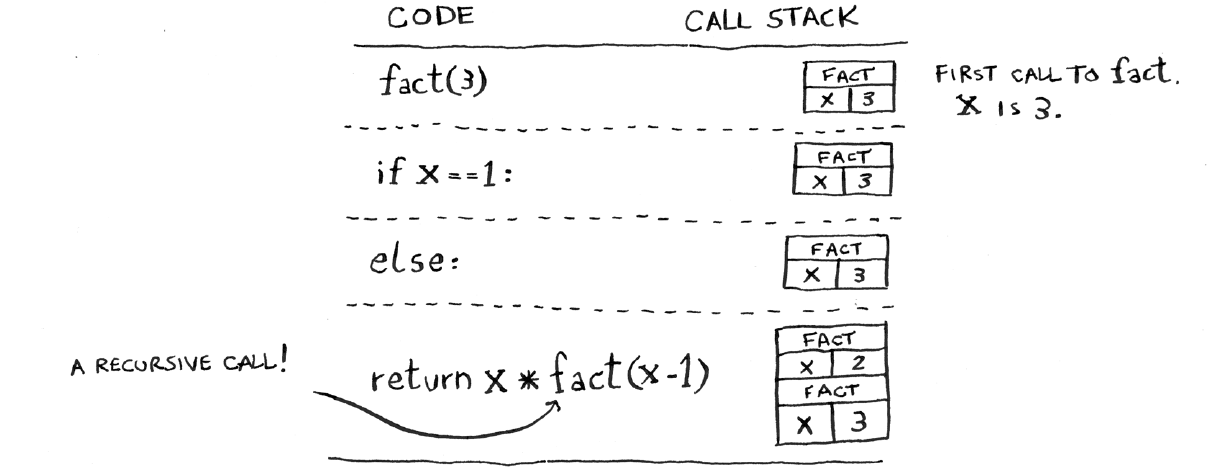 CODE CALL STACK
fact(3)
FACT
X 3
FIRST CALL TO fact.
X IS 3.
if x==1:
FACT
X 3
else:
FACT
X 3
A RECURSIVE CALL!
return x * fact(x-1)
FACT
X 2
FACT
X 3